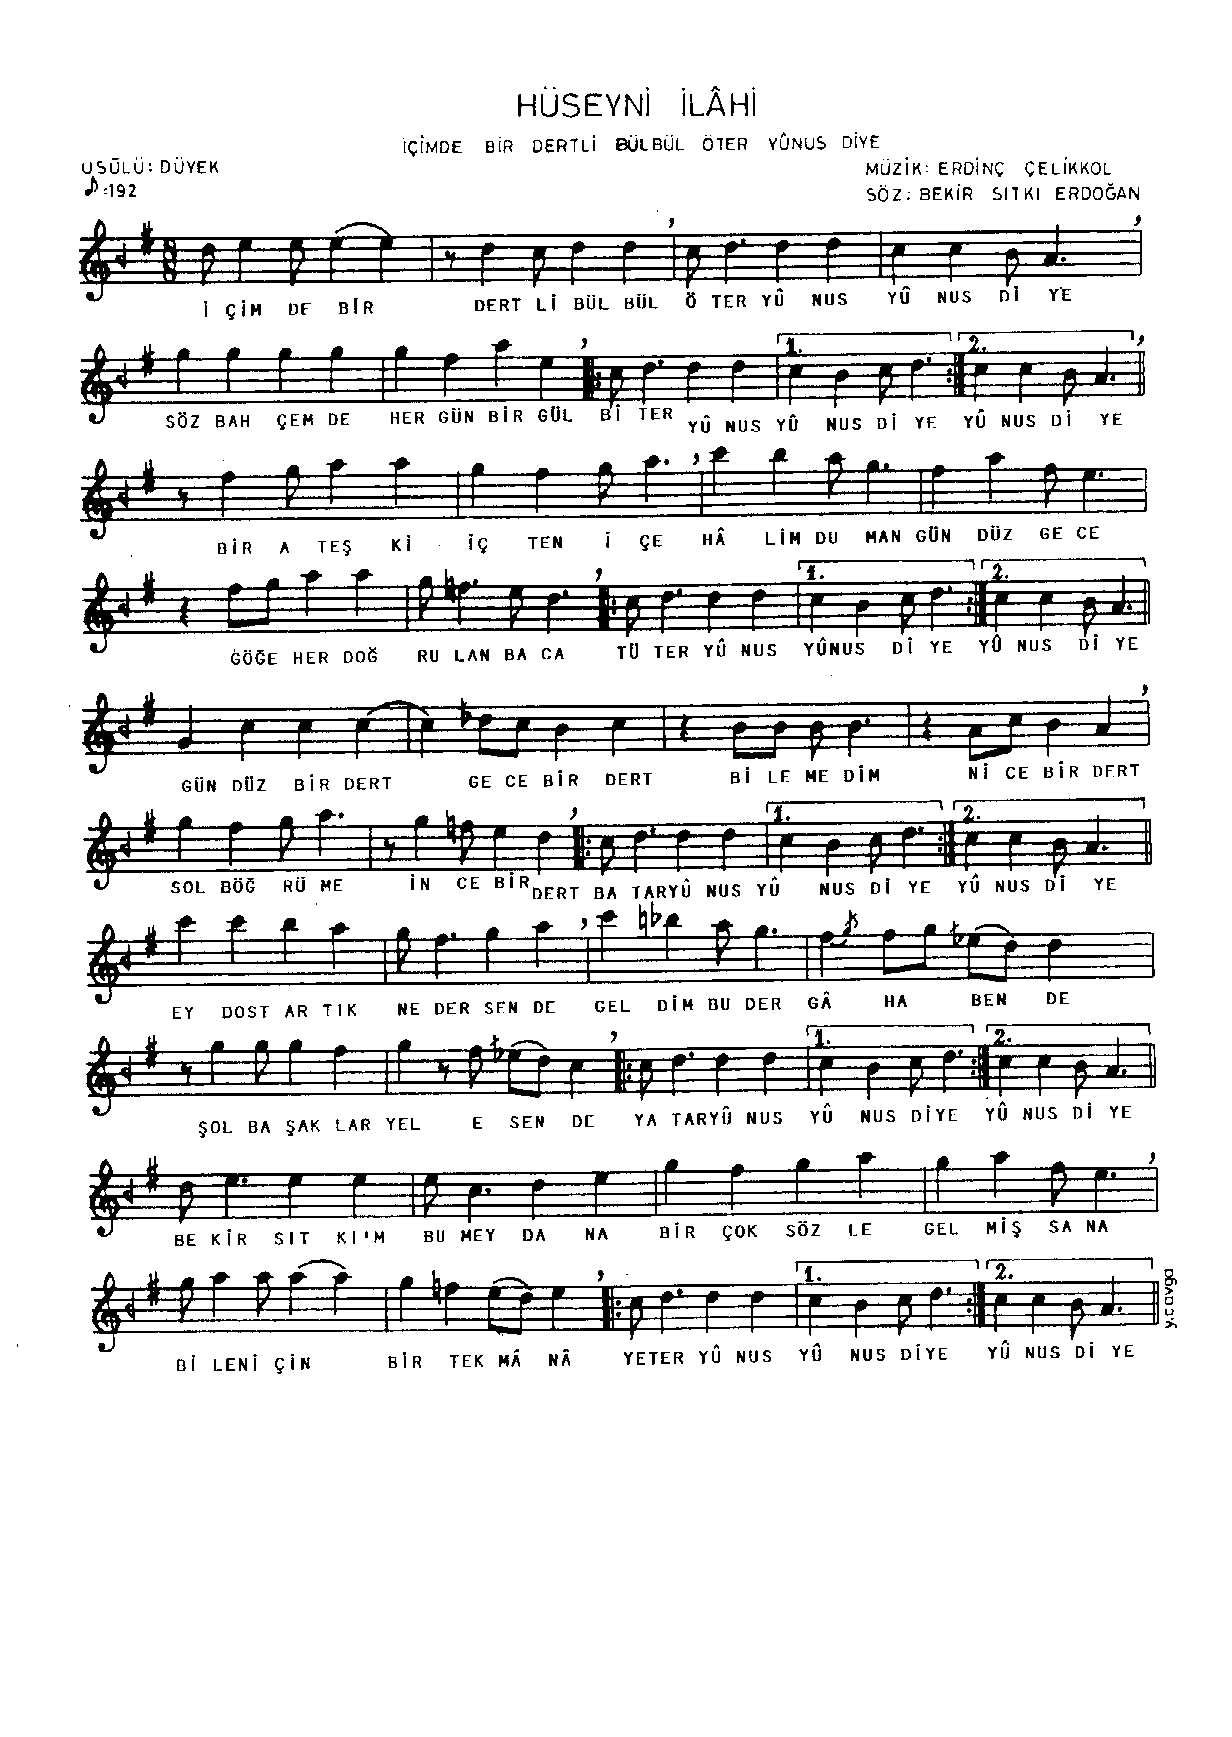 HÜSEYNİ İLÂHİ
İÇİMDE BİR DERTLİ BÜLBÜL ÖTER YÛNUS DİYE
USÛLÜ: DÜYEK
MÜZİK: ERDİNÇ ÇELİKKOL
♪=192
SÖZ: BEKİR SITKI ERDOĞAN
İ ÇİM DE BİR DERT Lİ BÜL BÜL Ö TER YÛ NUS YÛ NUS Dİ YE
1. 2.
SÖZ BAH ÇEM DE HER GÜN BİR GÜL Bİ TER YÛ NUS YÛ NUS Dİ YE YÛ NUS Dİ YE
BİR A TEŞ Kİ İÇ TEN İ ÇE HÂ LİM DU MAN GÜN DÜZ GE CE
1. 2.
GÖĞE HER DOĞ RU LAN BA CA TÜ TER YÛ NUS YÛNUS Dİ YE YÛ NUS Dİ YE
GÜN DÜZ BİR DERT GE CE BİR DERT Bİ LE ME DİM Nİ CE BİR DERT
1. 2.
SOL BÖĞ RÜ ME İN CE BİR DERT BA TARYÛ NUS YÛ NUS Dİ YE YÛ NUS Dİ YE
EY DOST AR TIK NE DER SEN DE GEL DİM BU DER GÂ HA BEN DE
1. 2.
ŞOL BA ŞAK LAR YEL E SEN DE YA TARYÛ NUS YÛ NUS DİYE YÛ NUS Dİ YE
BE KİR SIT KI'M BU MEY DA NA BİR ÇOK SÖZ LE GEL MİŞ SA NA
1. 2.
Bİ LENİ ÇİN BİR TEK MÂ NÂ YETER YÛ NUS YÛ NUS DİYE YÛ NUS Dİ YE
y.cavga